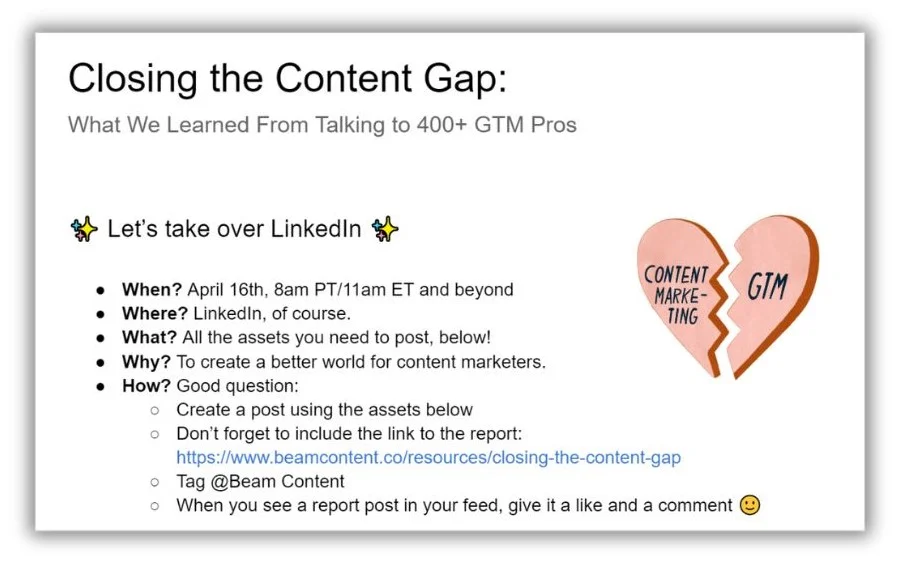 Closing the Content Gap:
What We Learned From Talking to 400+ GTM Pros
✨ Let's take over LinkedIn ✨
● When? April 16th, 8am PT/11am ET and beyond
● Where? LinkedIn, of course.
● What? All the assets you need to post, below!
● Why? To create a better world for content marketers.
● How? Good question:
○ Create a post using the assets below
○ Don't forget to include the link to the report:
https://www.beamcontent.co/resources/closing-the-content-gap
○ Tag @Beam Content
○ When you see a report post in your feed, give it a like and a comment 🙂
CONTENT
MARKE-
TING
GTM